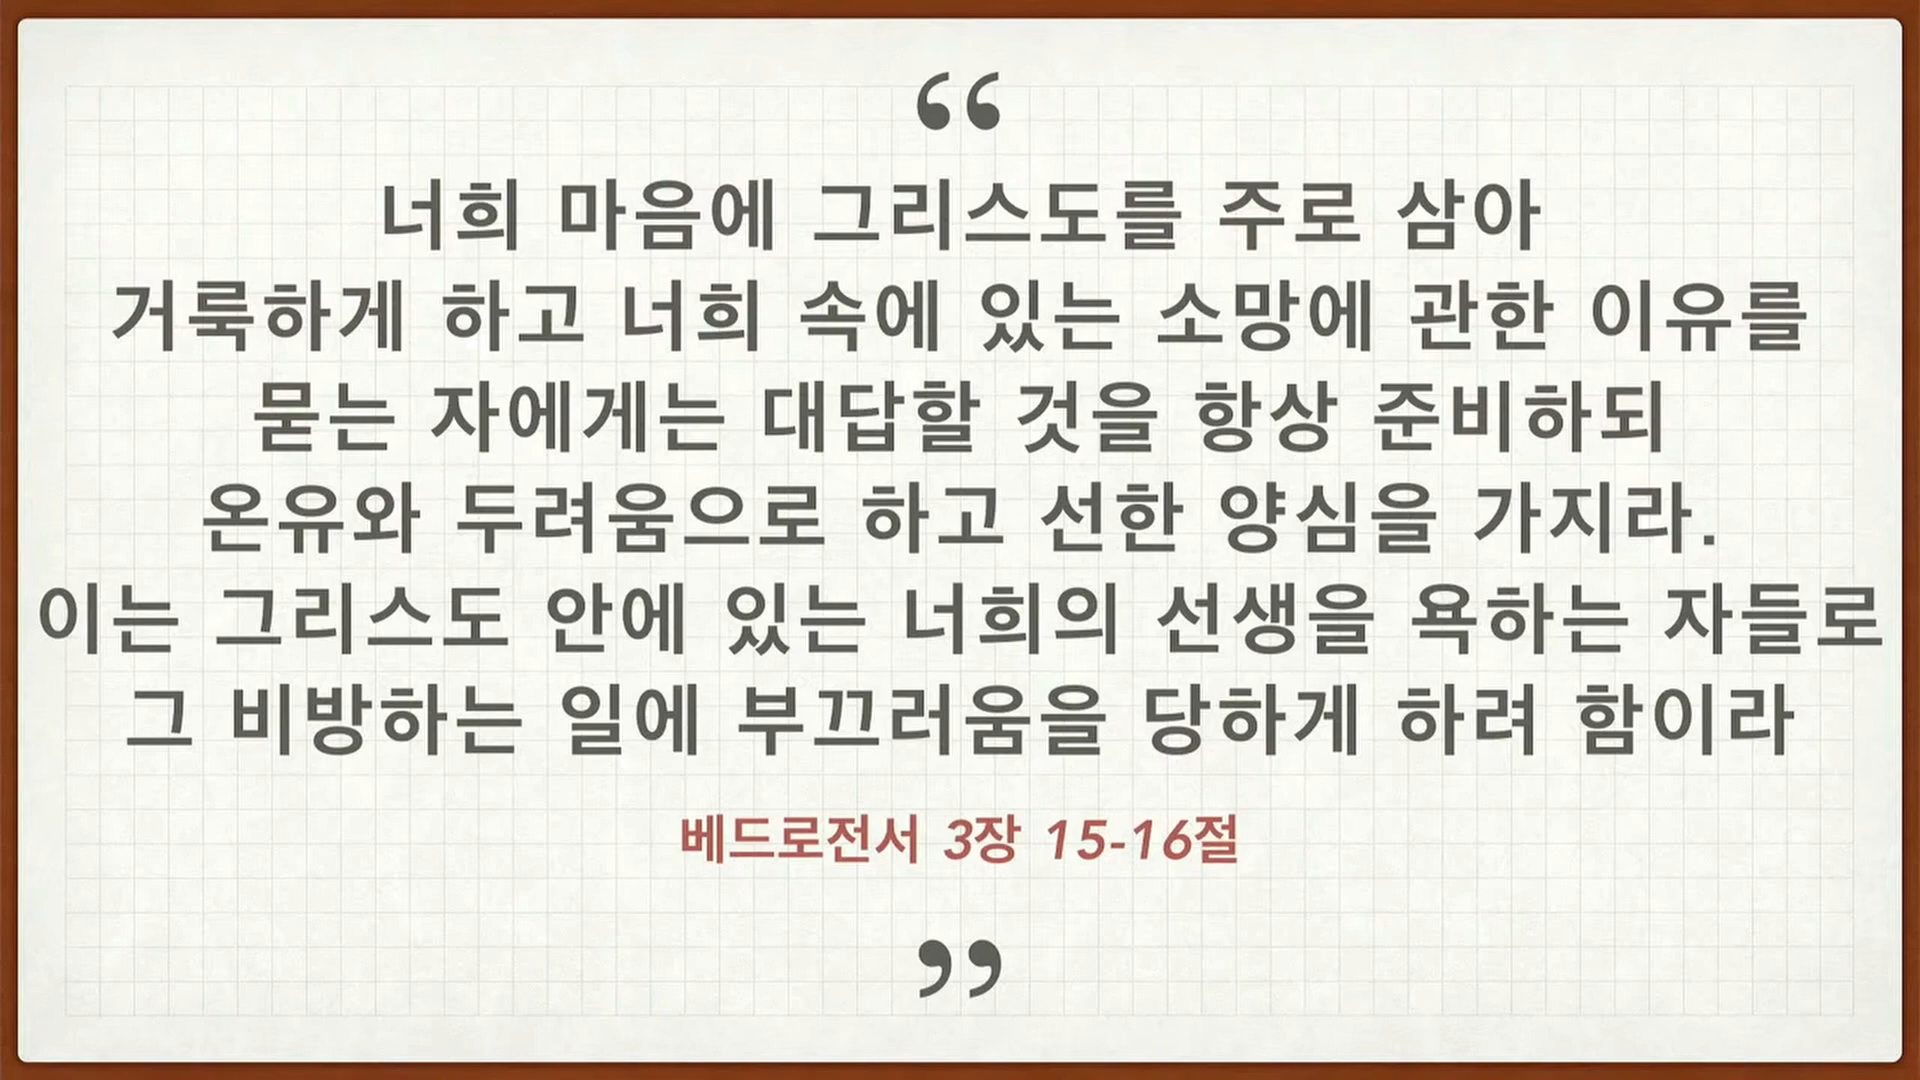 “
너희 마음에 그리스도를 주로 삼아
거룩하게 하고 너희 속에 있는 소망에 관한 이유를
묻는 자에게는 대답할 것을 항상 준비하되
온유와 두려움으로 하고 선한 양심을 가지라.
이는 그리스도 안에 있는 너희의 선생을 욕하는 자들로
그 비방하는 일에 부끄러움을 당하게 하려 함이라
베드로전서 3장 15-16절
”